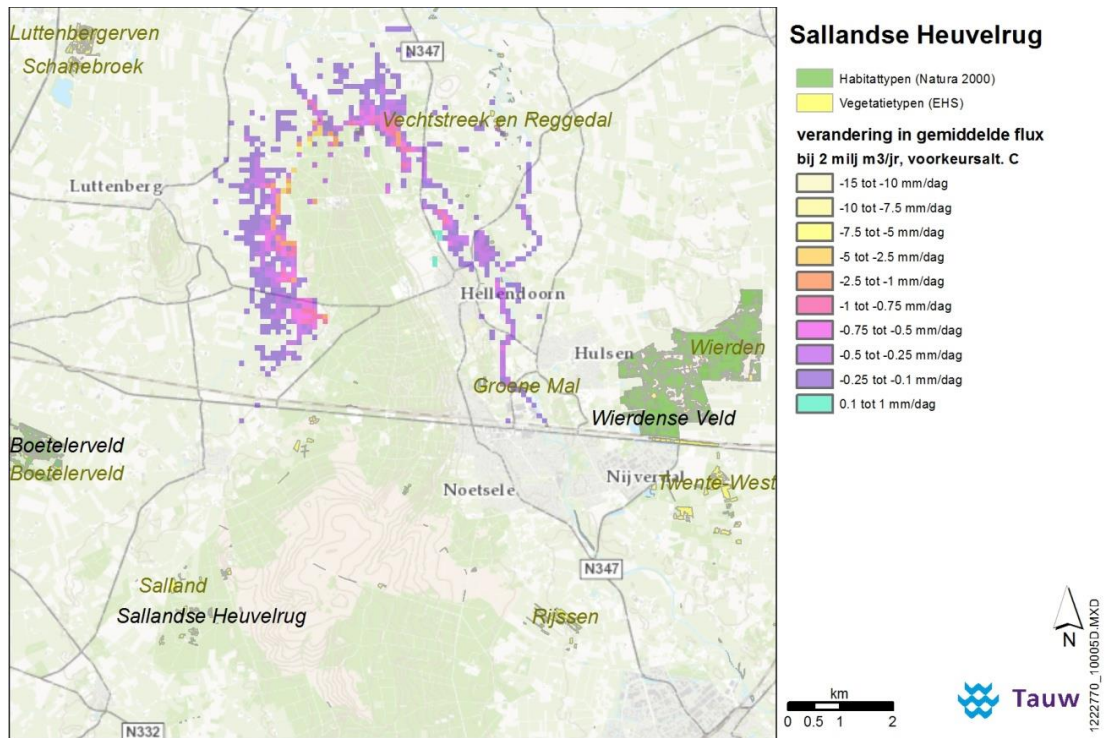 Luttenbergerven
Schanebroek
N347
Vechtstreek en Reggedal
Luttenberg
Hellendoorn
Hulsen
Wierden
Groene Mal
Wierdense Veld
Boetelerveld
Boetelerveld
Noetsele
Nijverdal
Twente-West
N347
Salland
Sallandse Heuvelrug
Rijssen
N332
Sallandse Heuvelrug
Habitattypen (Natura 2000)
Vegetatietypen (EHS)
verandering in gemiddelde flux
bij 2 milj m3/jr, voorkeursalt. C
-15 tot -10 mm/dag
-10 tot -7.5 mm/dag
-7.5 tot -5 mm/dag
-5 tot -2.5 mm/dag
-2.5 tot -1 mm/dag
-1 tot -0.75 mm/dag
-0.75 tot -0.5 mm/dag
-0.5 tot -0.25 mm/dag
-0.25 tot -0.1 mm/dag
0.1 tot 1 mm/dag
N
km
0 0.5 1 2
Tauw
1222770_10005D.MXD